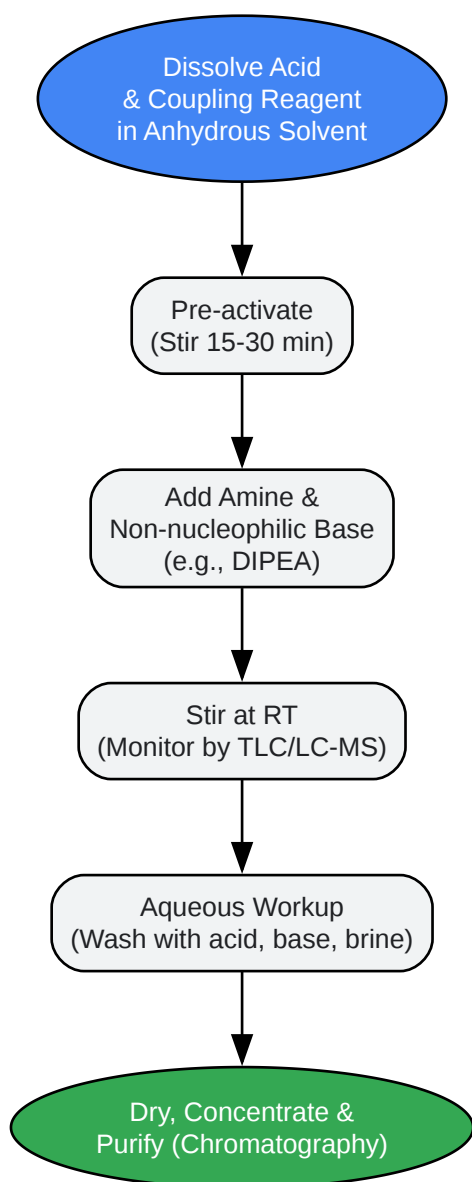 Dissolve Acid
& Coupling Reagent
in Anhydrous Solvent
Pre-activate
(Stir 15-30 min)
Add Amine &
Non-nucleophilic Base
(e.g., DIPEA)
Stir at RT
(Monitor by TLC/LC-MS)
Aqueous Workup
(Wash with acid, base, brine)
Dry, Concentrate &
Purify (Chromatography)